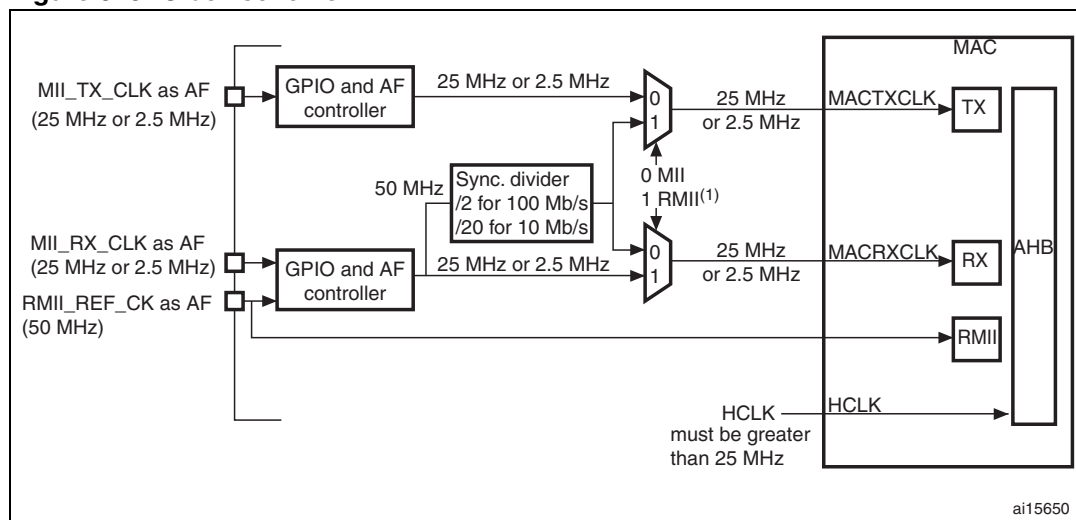 MAC
MII_TX_CLK as AF
(25 MHz or 2.5 MHz)
GPIO and AF
controller
25 MHz or 2.5 MHz
0
1
25 MHz
or 2.5 MHz
MACTXCLK
TX
50 MHz
Sync. divider
/2 for 100 Mb/s
/20 for 10 Mb/s
0 MII
1 RMII(1)
MII_RX_CLK as AF
(25 MHz or 2.5 MHz)
RMII_REF_CK as AF
(50 MHz)
GPIO and AF
controller
25 MHz or 2.5 MHz
0
1
25 MHz
or 2.5 MHz
MACRXCLK
RX
AHB
RMII
HCLK
must be greater
than 25 MHz
HCLK
ai15650